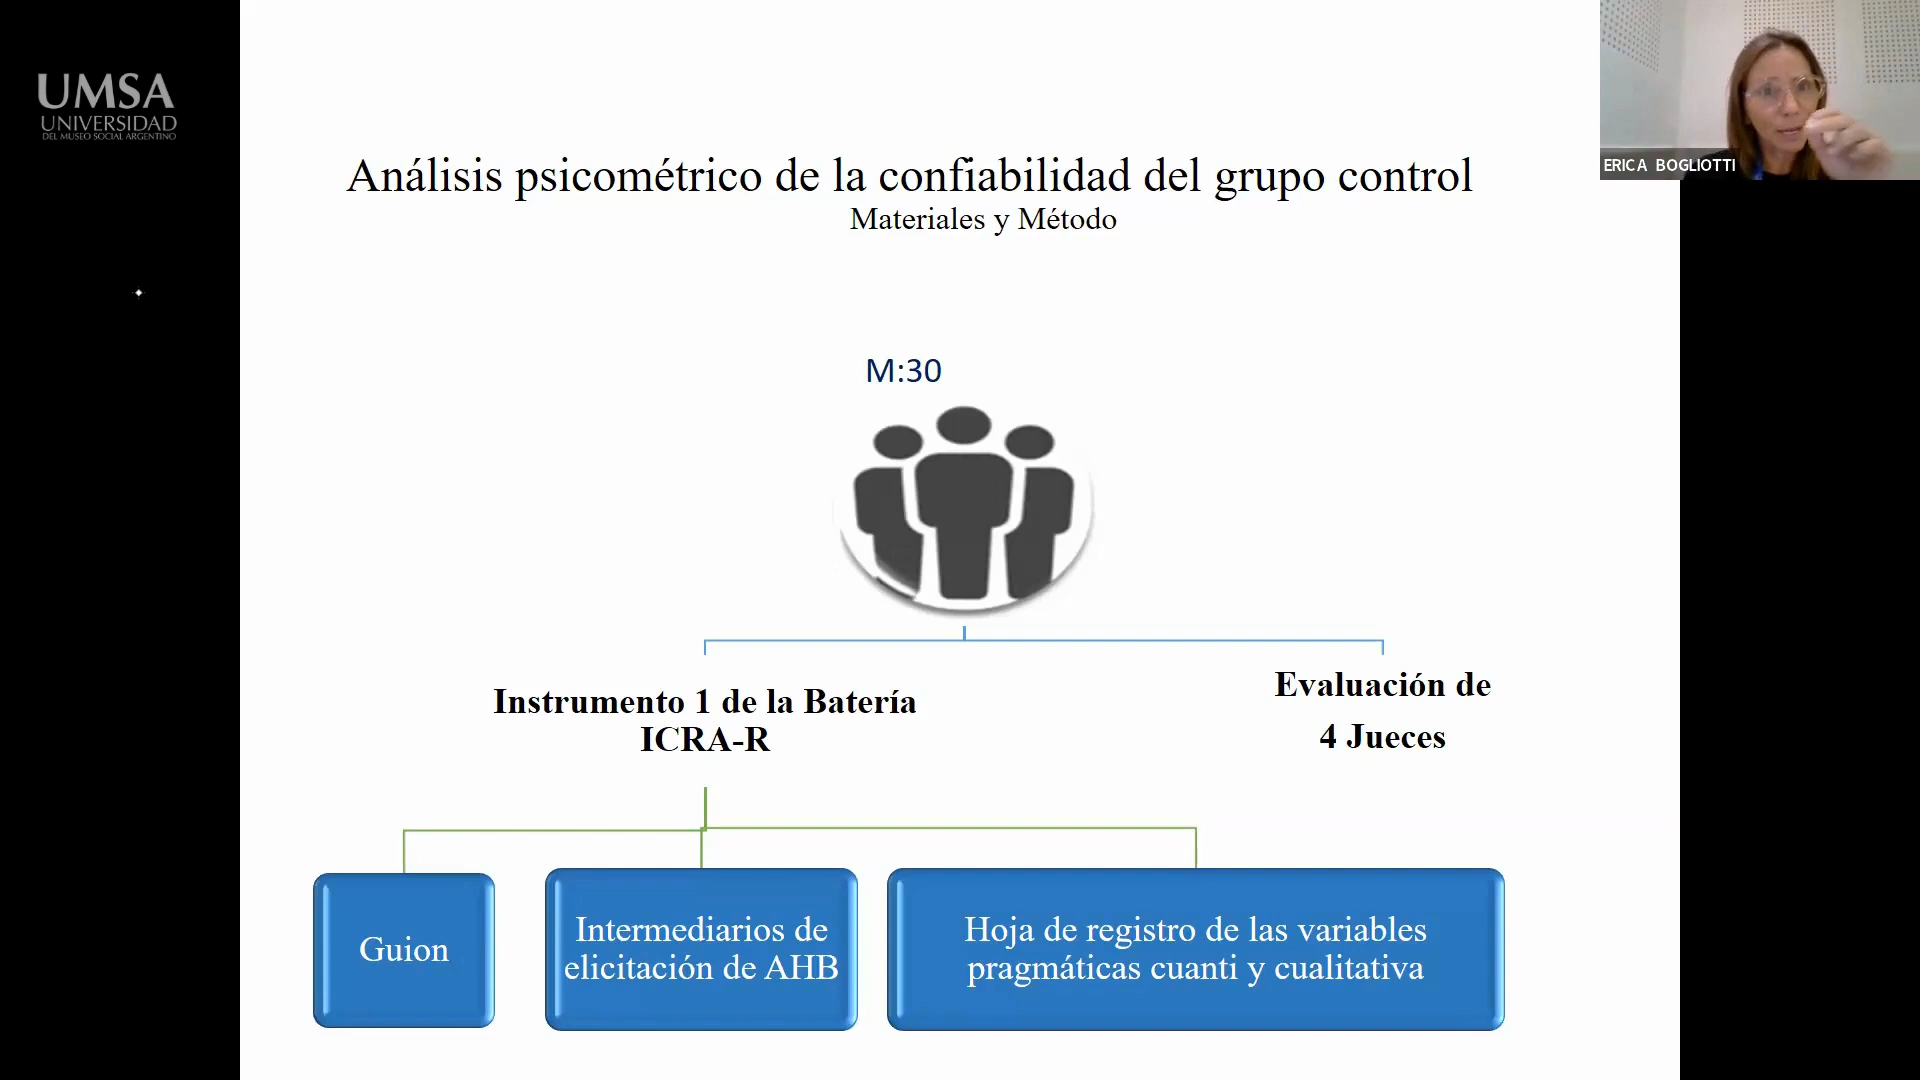 UMSA
UNIVERSIDAD
DEL MUSEO SOCIAL ARGENTINO
ERICA BOGLIOTTI
Análisis psicométrico de la confiabilidad del grupo control
Materiales y Método
M:30
Instrumento 1 de la Batería
ICRA-R
Evaluación de
4 Jueces
Guion
Intermediarios de
elicitación de AHB
Hoja de registro de las variables
pragmáticas cuanti y cualitativa